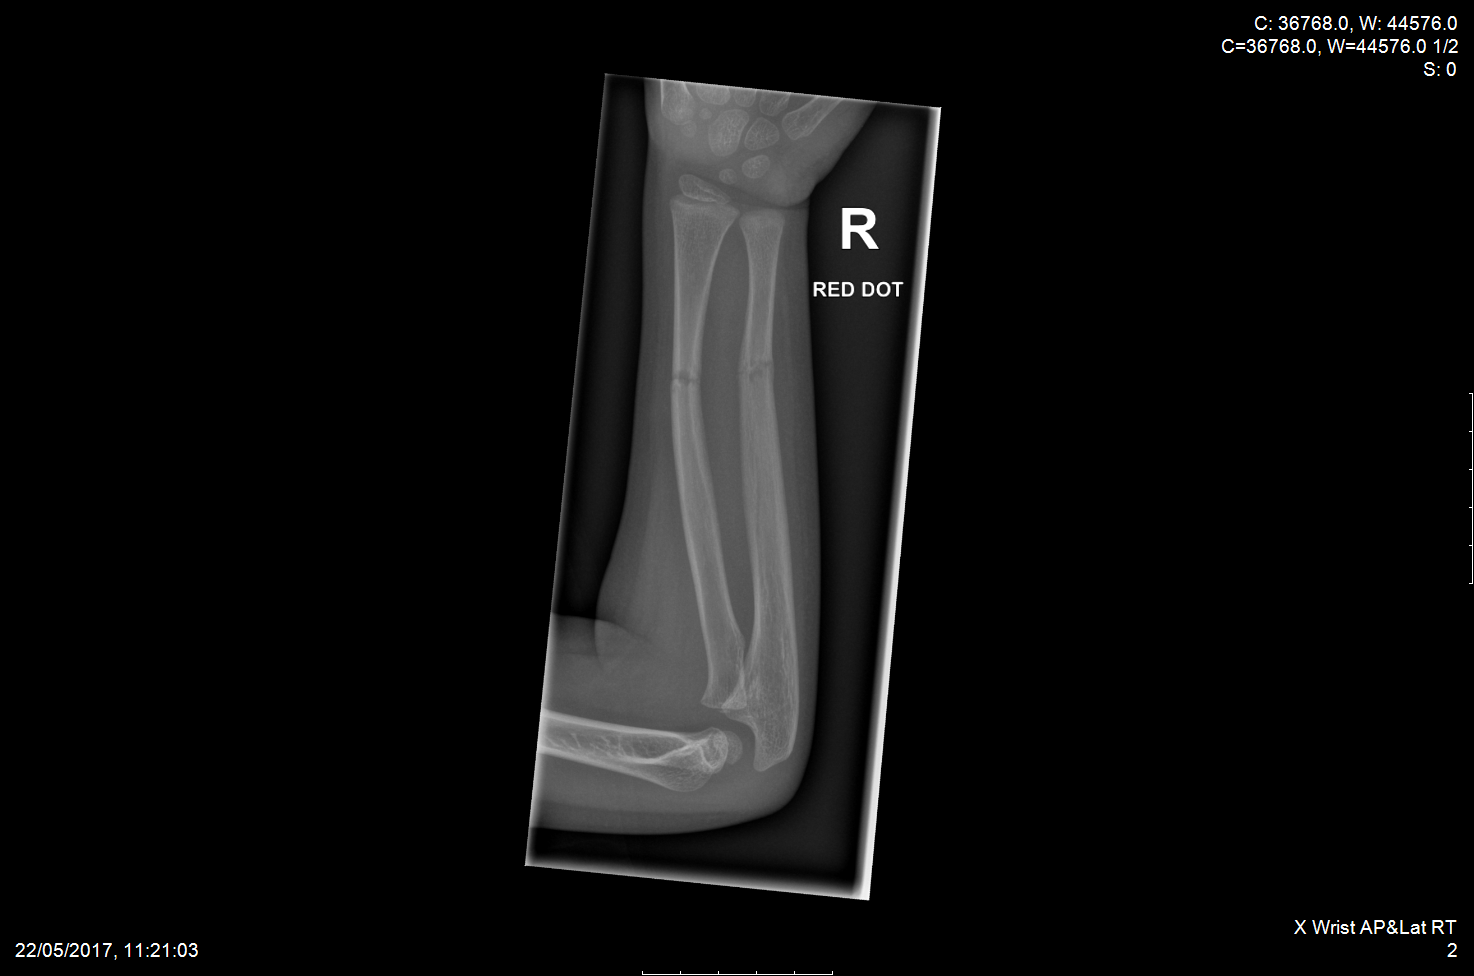 C: 36768.0, W: 44576.0
C=36768.0, W=44576.0 1/2
S: 0
R
RED DOT
X Wrist AP&Lat RT
22/05/2017, 11:21:03
2